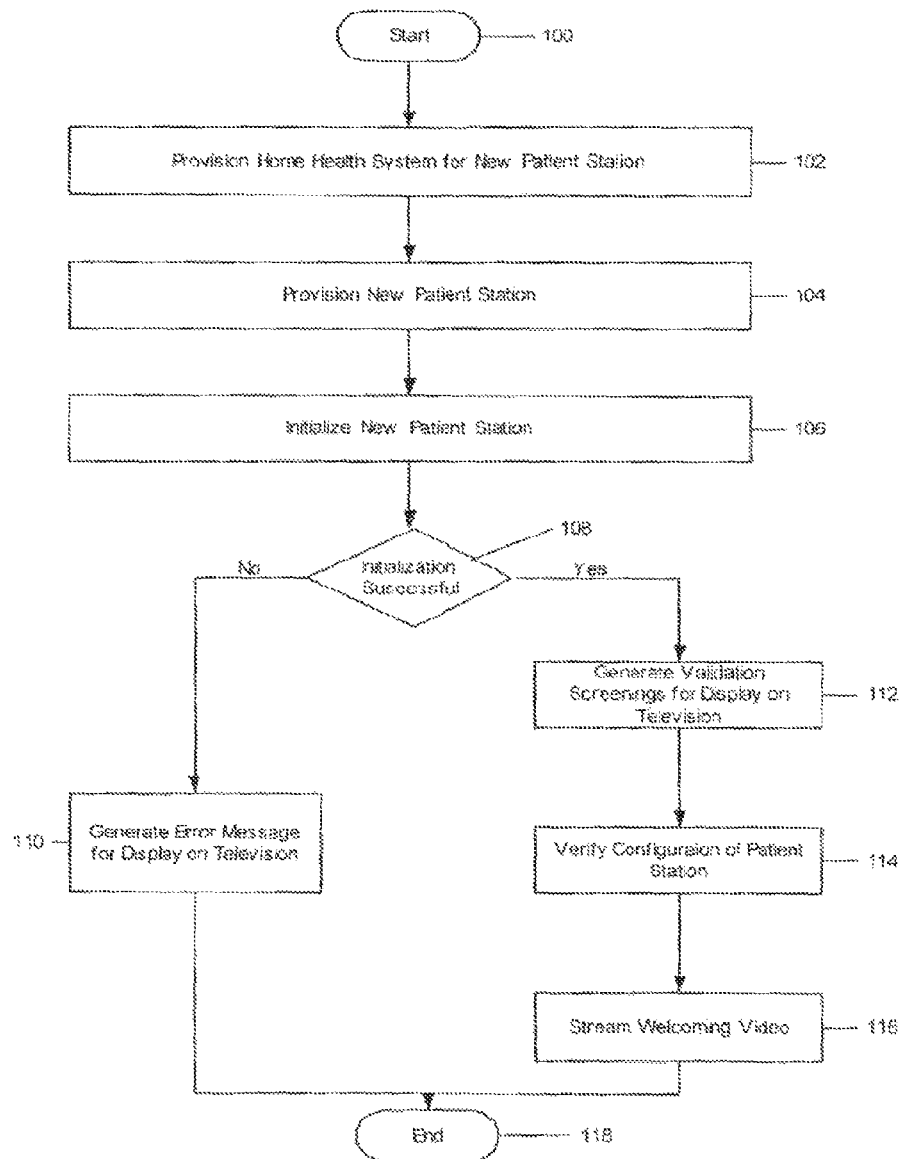 Start
100
Provision Home Health System for New Patient Station
102
Provision New Patient Station
104
Initialize New Patient Station
106
108
Initialization
Successful
No
Yes
Generate Validation
Screenings for Display on
Television
112
110
Generate Error Message
for Display on Television
Verify Configuraion of Patient
Station
114
Stream Welcoming Video
116
End
118